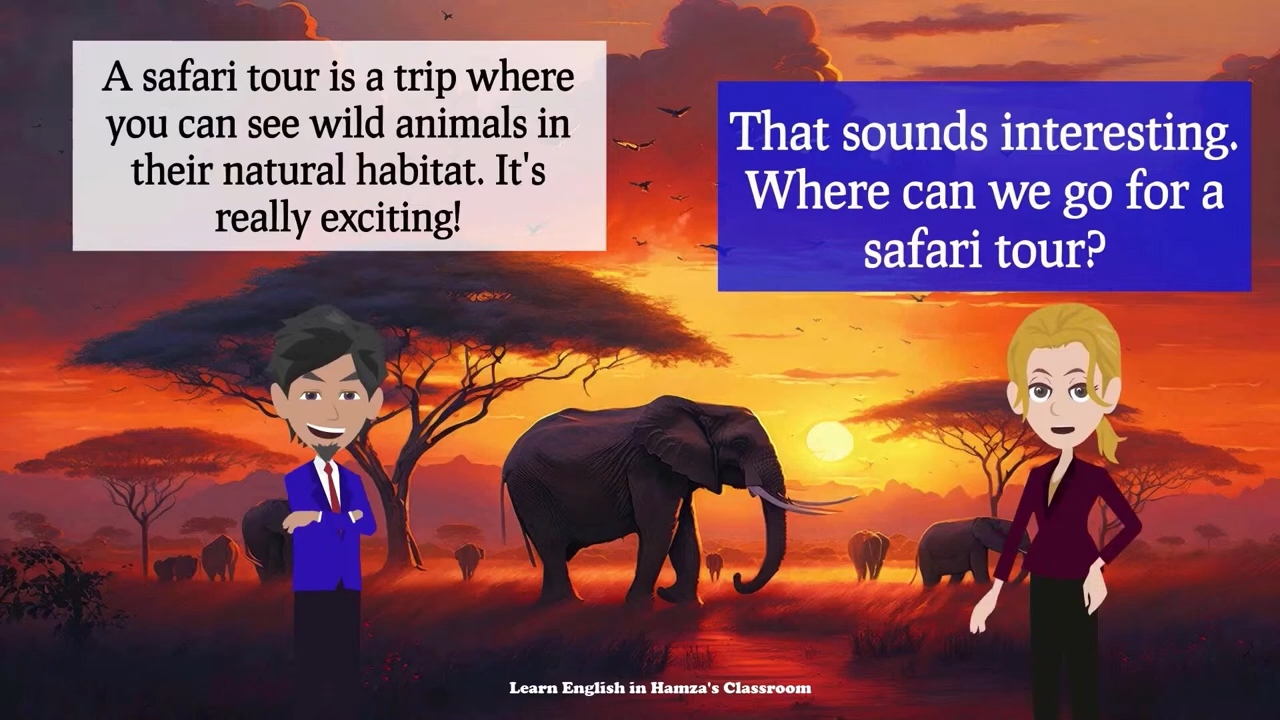 A safari tour is a trip where
you can see wild animals in
their natural habitat. It's
really exciting!
That sounds interesting.
Where can we go for a
safari tour?
Learn English in Hamza's Classroom